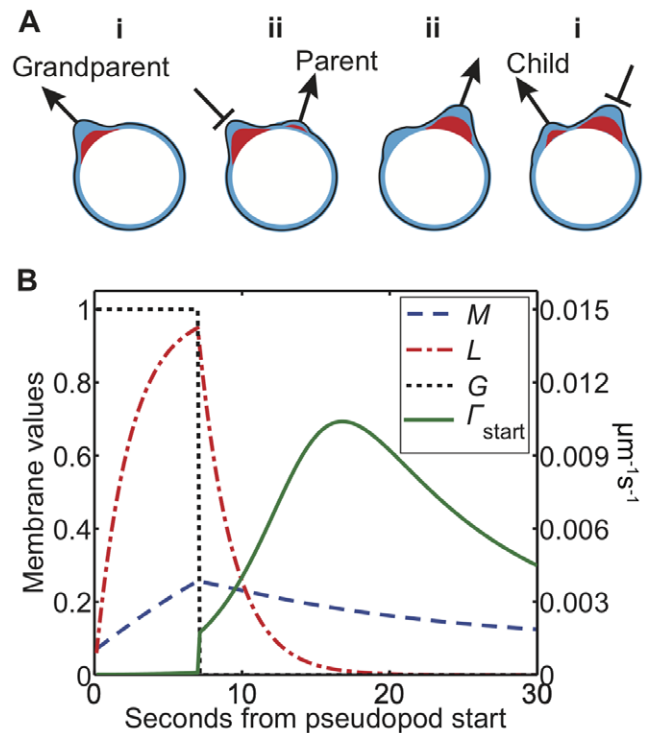 A
i ii ii i
Grandparent Parent Child
B
1 0.015
0.8 0.012
0.6 0.009
0.4 0.006
0.2 0.003
0 0
M
L
G
Γstart
Membrane values
μm⁻¹s⁻¹
0 10 20 30
Seconds from pseudopod start